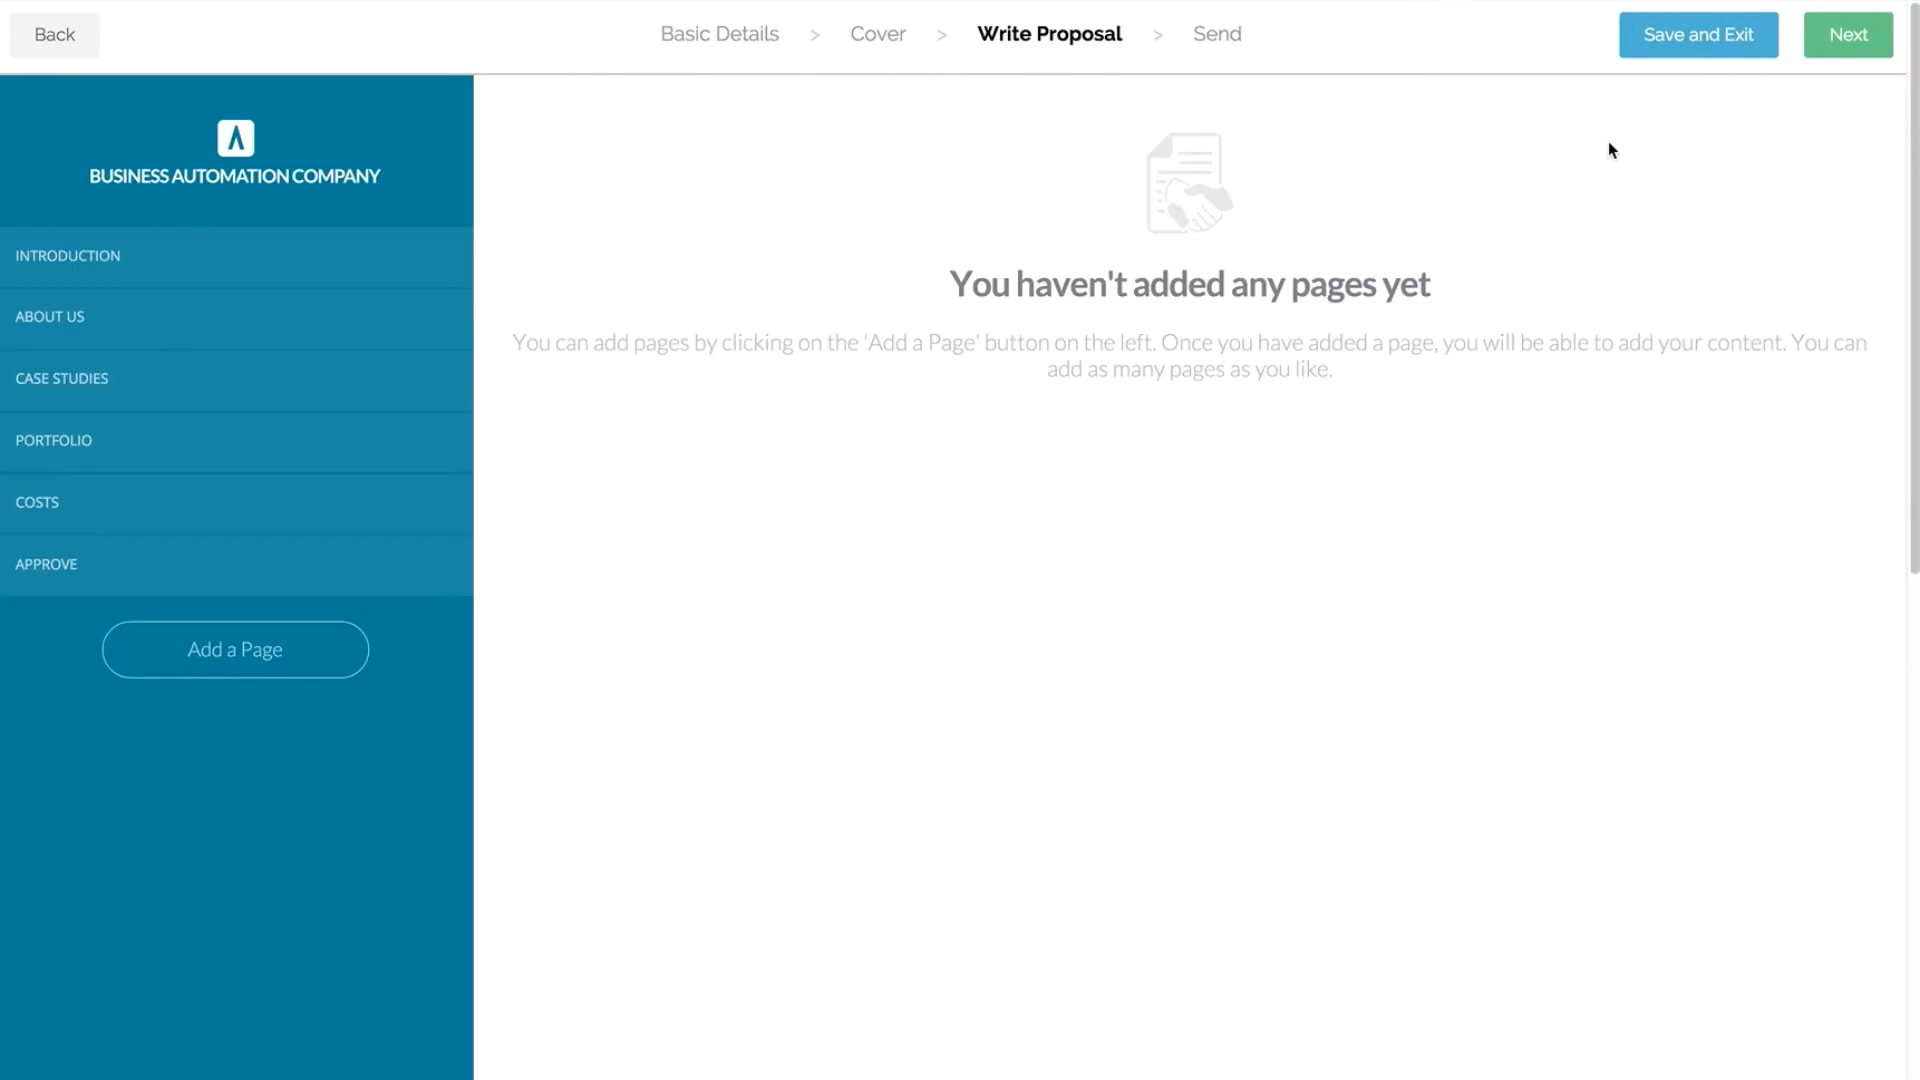 Back
Basic Details > Cover > Write Proposal > Send
Save and Exit
Next
BUSINESS AUTOMATION COMPANY
INTRODUCTION
ABOUT US
CASE STUDIES
PORTFOLIO
COSTS
APPROVE
Add a Page
You haven't added any pages yet
You can add pages by clicking on the 'Add a Page' button on the left. Once you have added a page, you will be able to add your content. You can
add as many pages as you like.